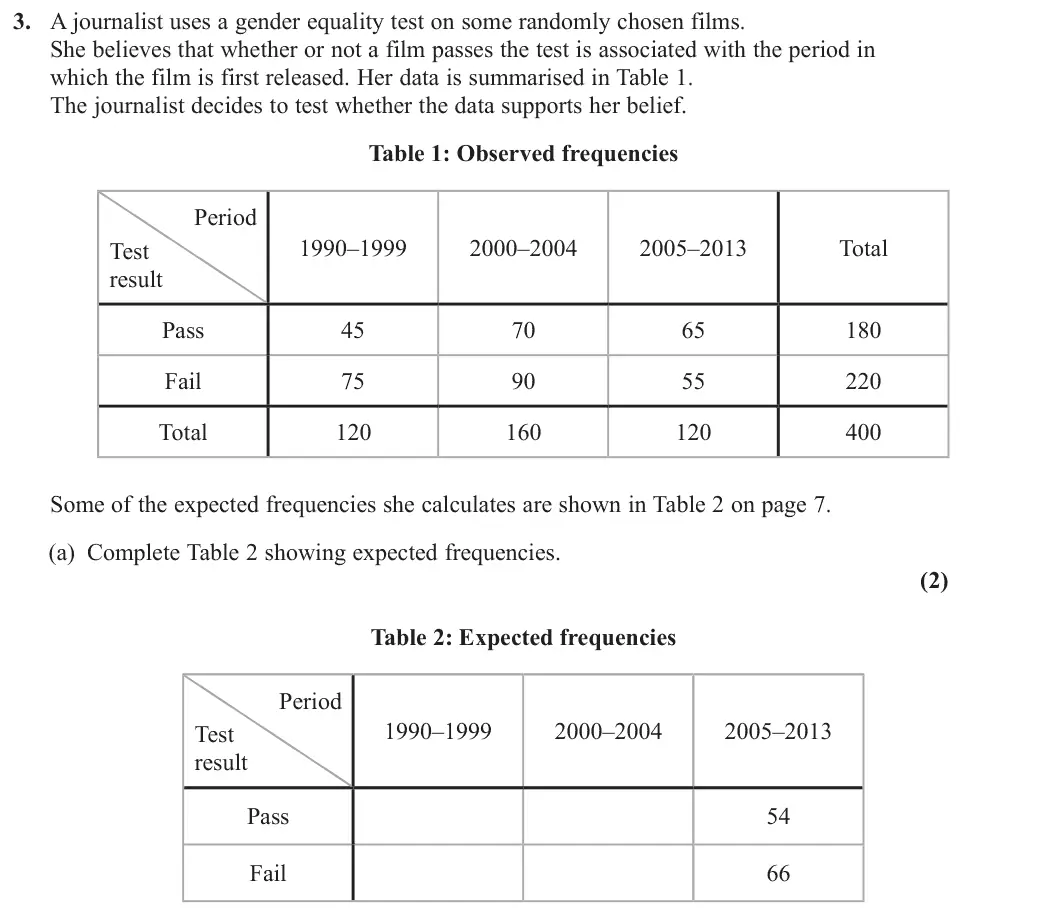 3. A journalist uses a gender equality test on some randomly chosen films.
She believes that whether or not a film passes the test is associated with the period in
which the film is first released. Her data is summarised in Table 1.
The journalist decides to test whether the data supports her belief.
Table 1: Observed frequencies
Period
Test
result
1990–1999 2000–2004 2005–2013 Total
Pass 45 70 65 180
Fail 75 90 55 220
Total 120 160 120 400
Some of the expected frequencies she calculates are shown in Table 2 on page 7.
(a) Complete Table 2 showing expected frequencies.
(2)
Table 2: Expected frequencies
Period
Test
result
1990–1999 2000–2004 2005–2013
Pass 54
Fail 66